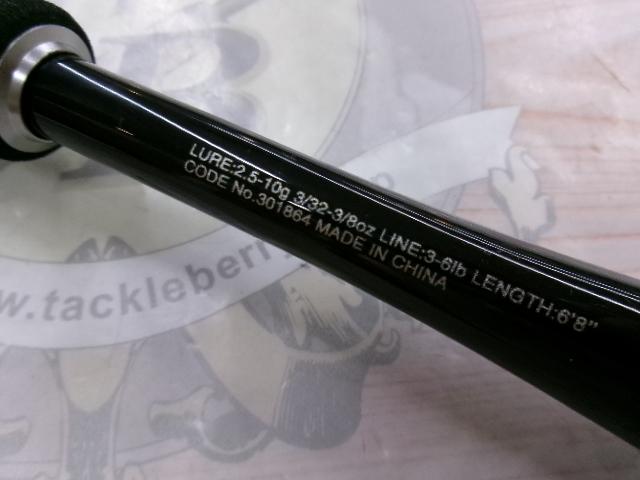 LURE:2.5-10g 3/32-3/8oz LINE:3-6lb LENGTH:6'8"
CODE No.301864 MADE IN CHINA
w.tackleberr